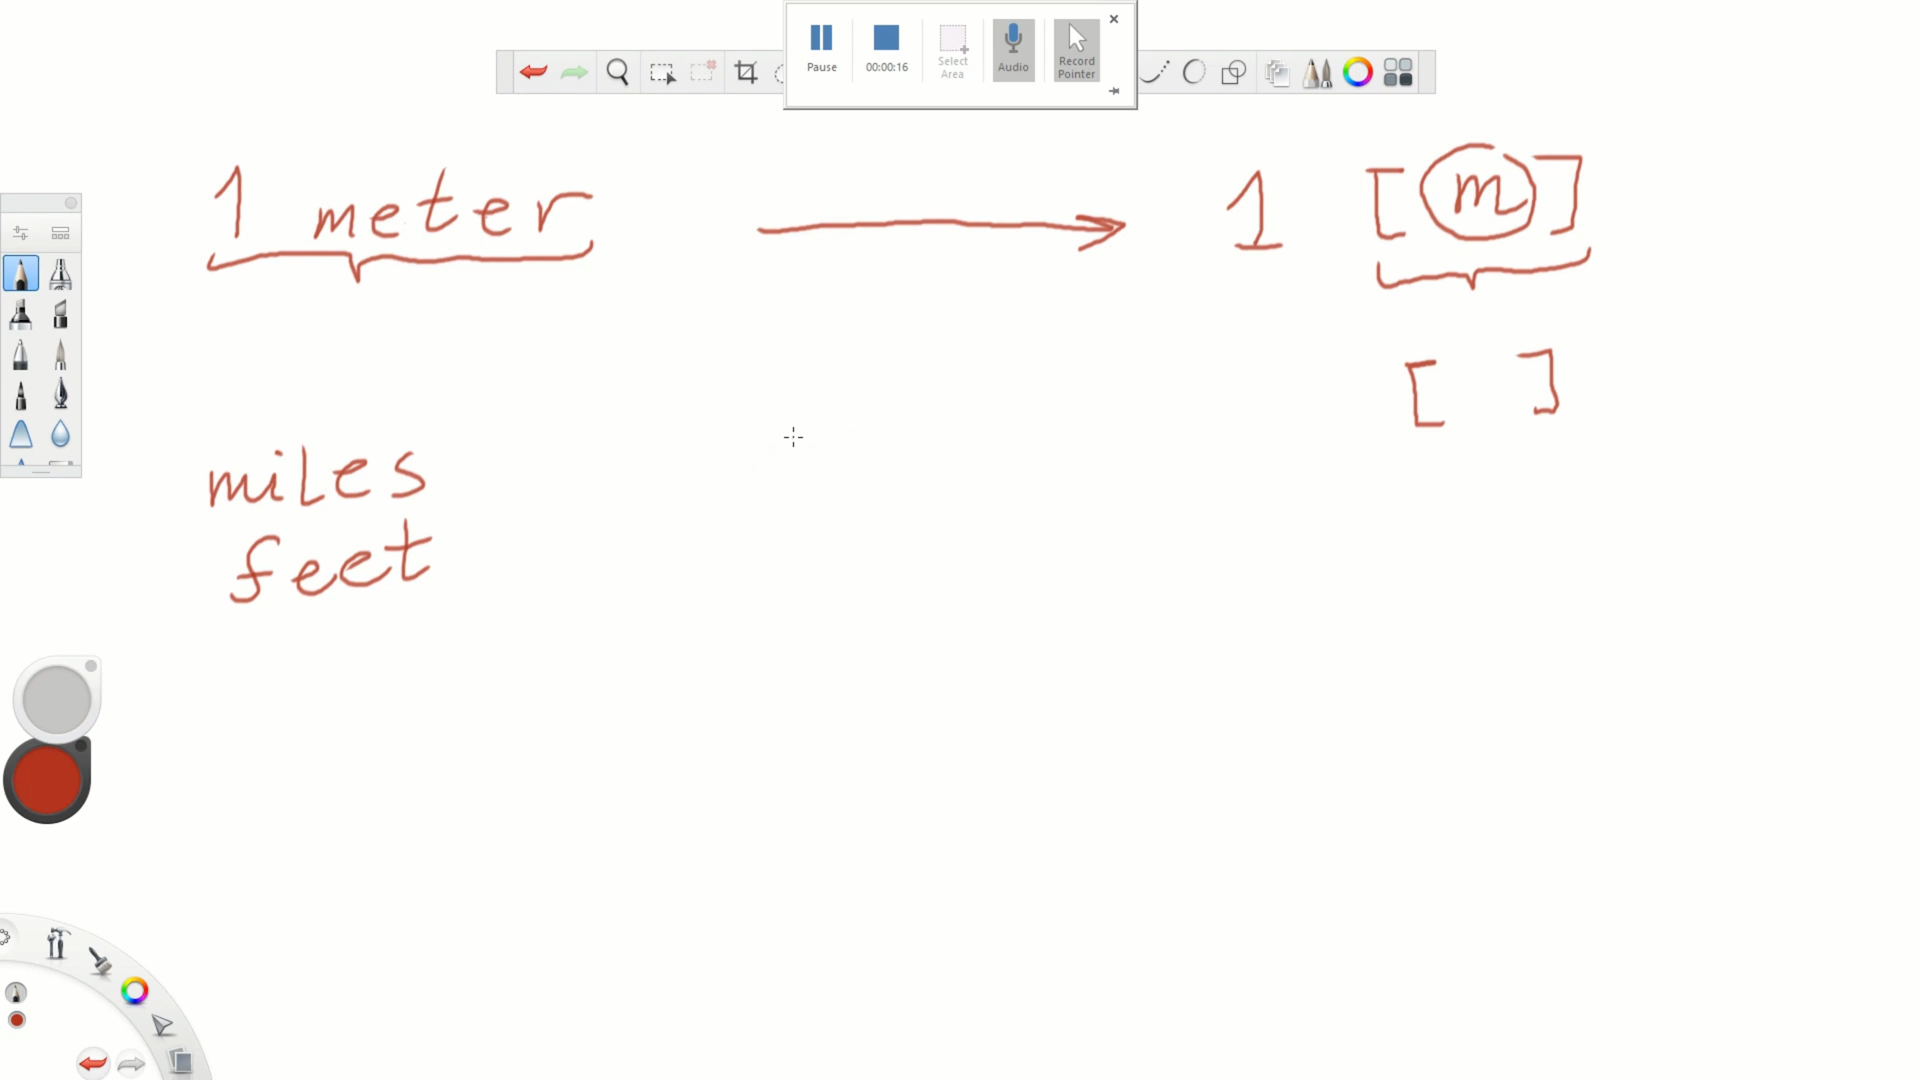 Pause
00:00:16
Select
Area
Audio
Record
Pointer
1 meter → 1 [m]
[ ]
miles
feet